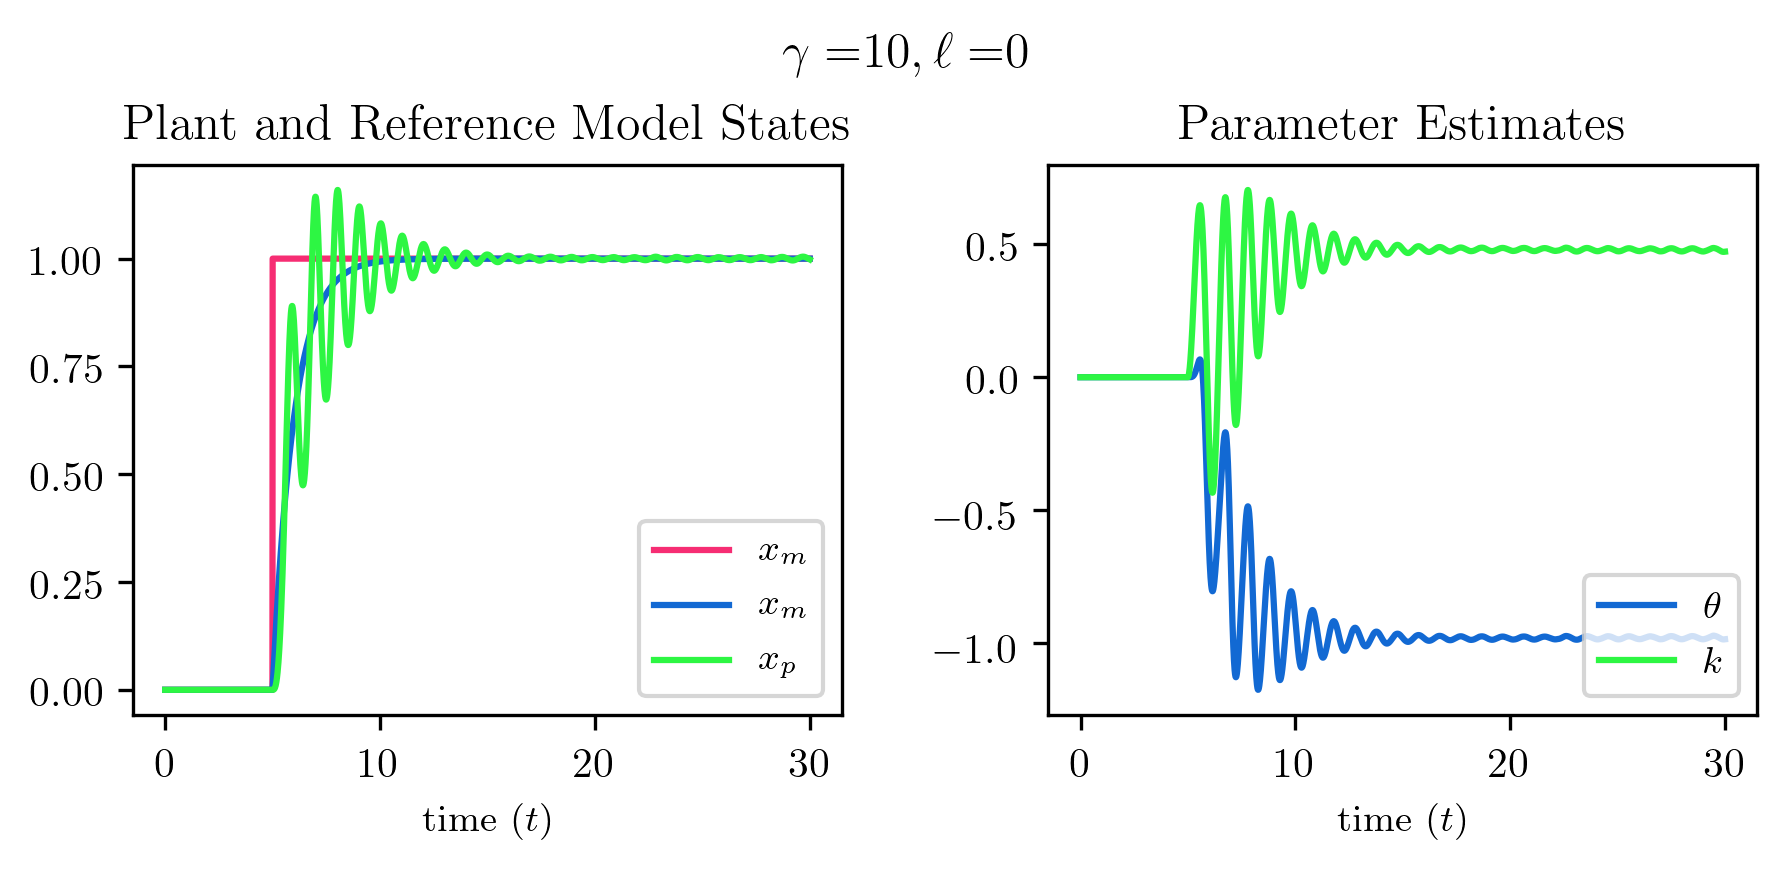 γ =10, ℓ =0
Plant and Reference Model States
1.00
0.75
0.50
0.25
0.00
0 10 20 30
time (t)
x_m
x_m
x_p
Parameter Estimates
0.5
0.0
−0.5
−1.0
0 10 20 30
time (t)
θ
k